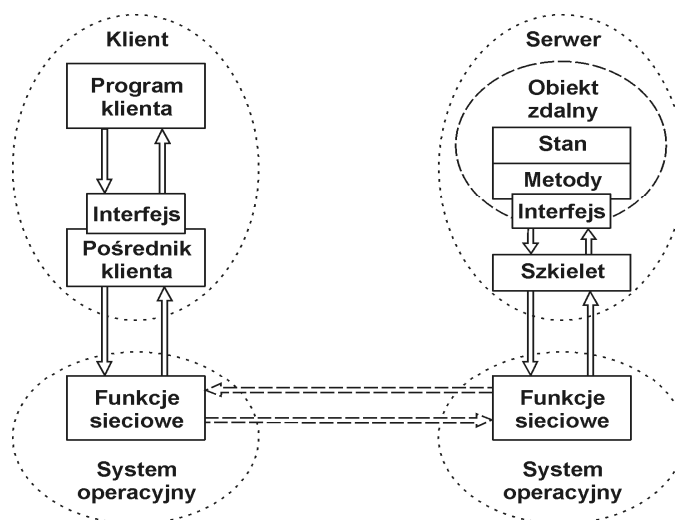 Klient
Program
klienta
Interfejs
Pośrednik
klienta
Funkcje
sieciowe
System
operacyjny
Serwer
Obiekt
zdalny
Stan
Metody
Interfejs
Szkielet
Funkcje
sieciowe
System
operacyjny